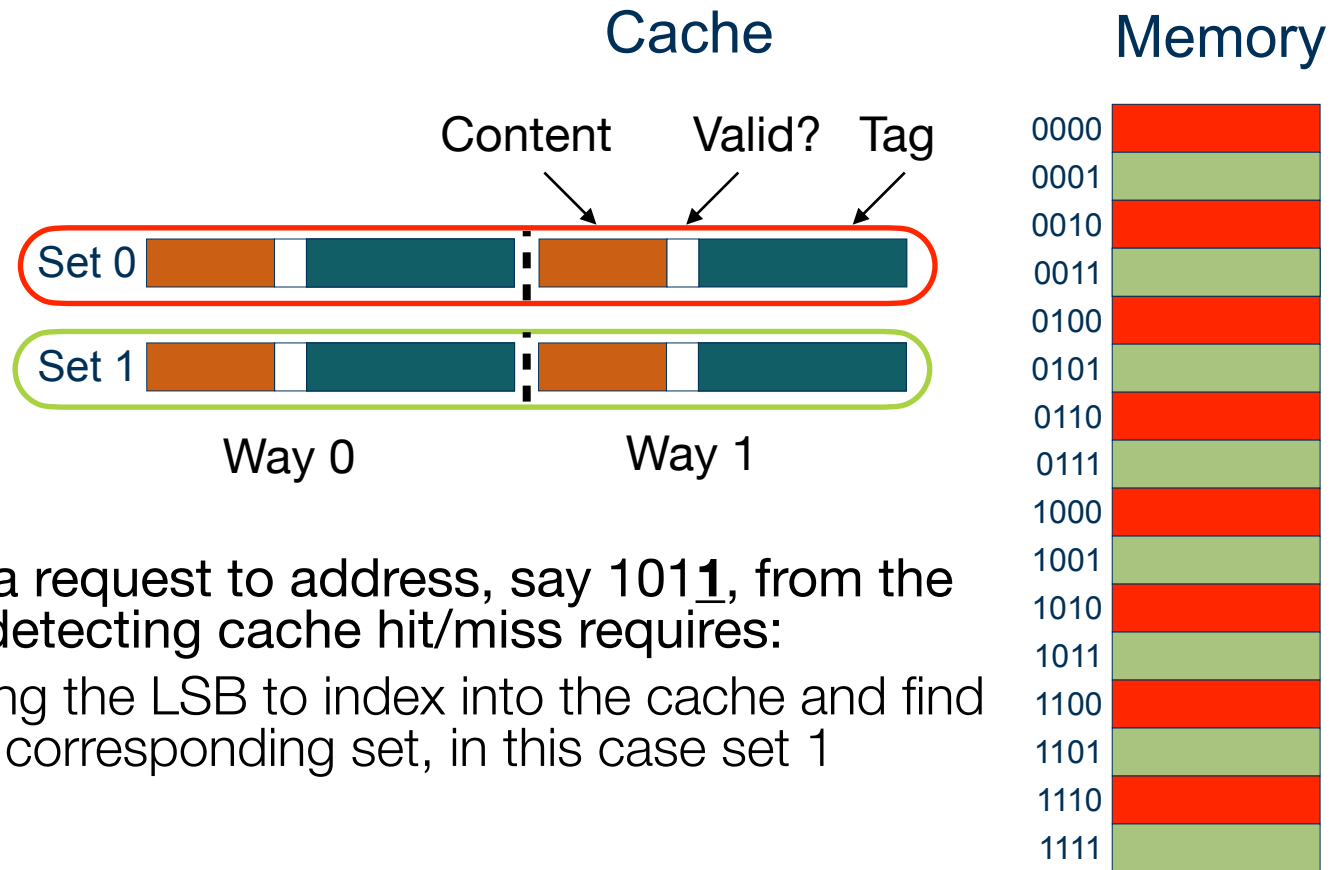 Cache
Memory
Content Valid? Tag
Set 0
Set 1
Way 0 Way 1
a request to address, say 1011, from the
detecting cache hit/miss requires:
ng the LSB to index into the cache and find
corresponding set, in this case set 1
0000
0001
0010
0011
0100
0101
0110
0111
1000
1001
1010
1011
1100
1101
1110
1111